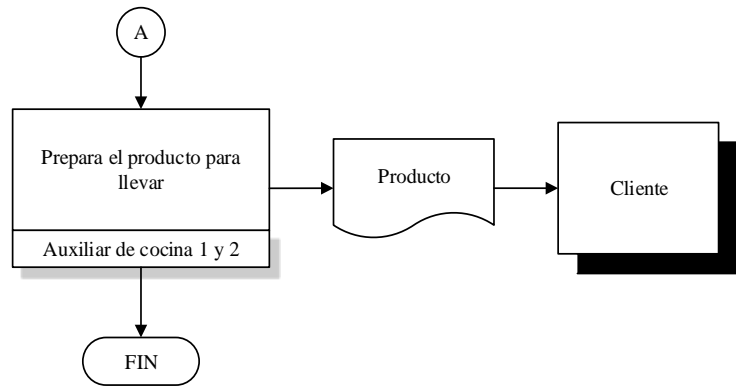 A
Prepara el producto para
llevar
Auxiliar de cocina 1 y 2
Producto
Cliente
FIN